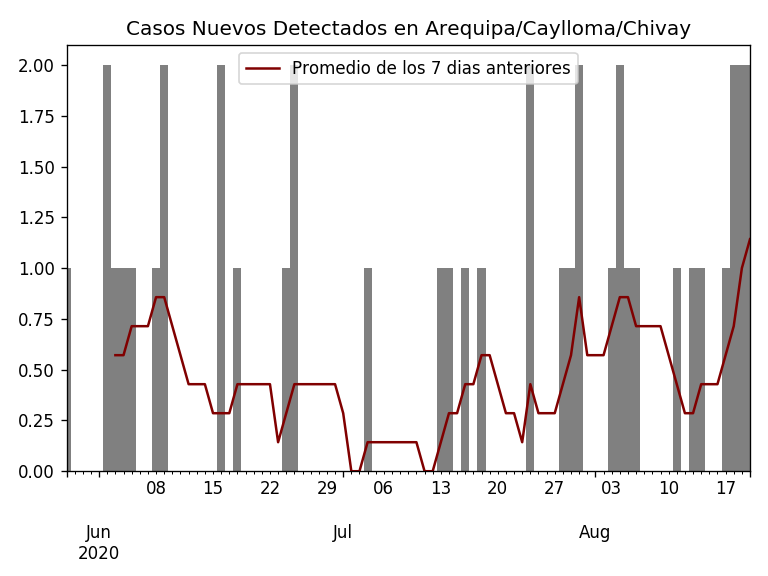 Casos Nuevos Detectados en Arequipa/Caylloma/Chivay
Promedio de los 7 dias anteriores
2.00
1.75
1.50
1.25
1.00
0.75
0.50
0.25
0.00
08 15 22 29 06 13 20 27 03 10 17
Jun Jul Aug
2020